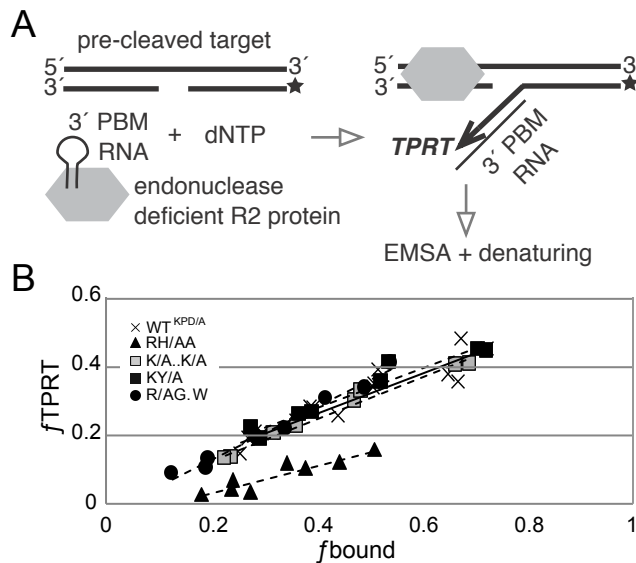 A
pre-cleaved target
5´ 3´
3´
3´ PBM
RNA
+ dNTP
endonuclease
deficient R2 protein
5´ 3´
3´
TPRT
3´ PBM
RNA
EMSA + denaturing
B
0.6
0.4
0.2
0
WT KPD/A
RH/AA
K/A..K/A
KY/A
R/AG.W
fTPRT
0 0.2 0.4 0.6 0.8 1
fbound